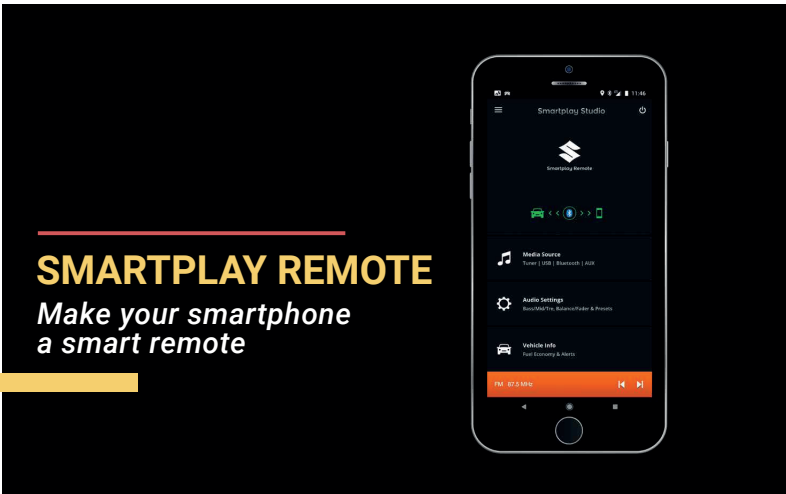 SMARTPLAY REMOTE
Make your smartphone
a smart remote
11:46
Smartplay Studio
Smartplay Remote
Media Source
Tuner | USB | Bluetooth | AUX
Audio Settings
Bass/Mid/Tre, Balance/Fader & Presets
Vehicle Info
Fuel Economy & Alerts
FM 87.5 MHz